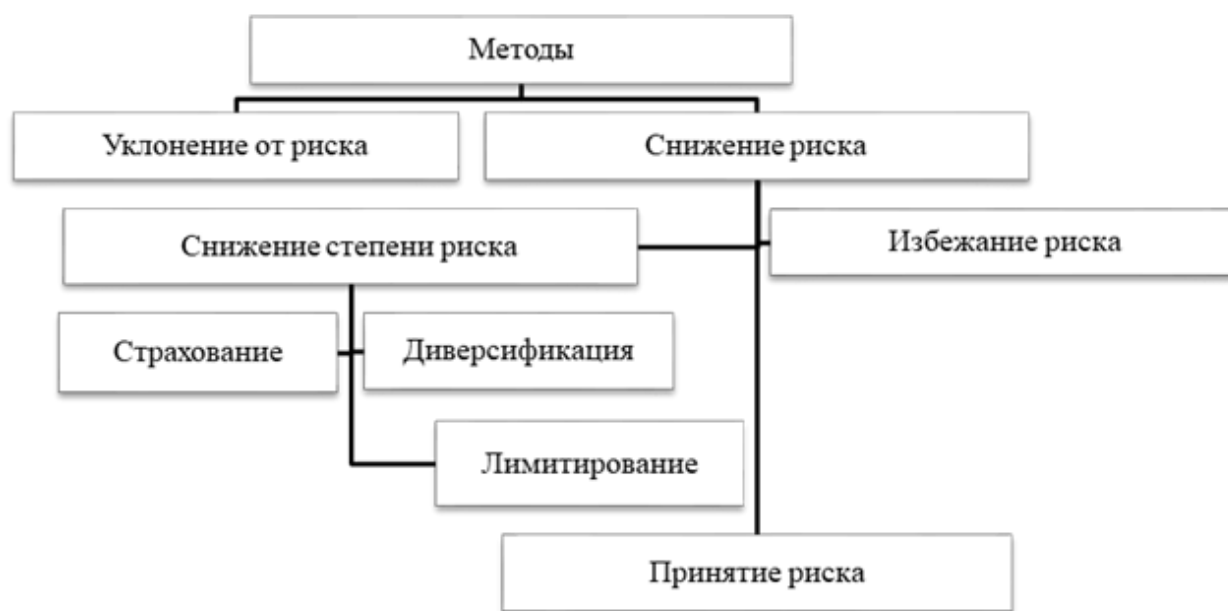 Методы
Уклонение от риска
Снижение риска
Снижение степени риска
Избежание риска
Страхование
Диверсификация
Лимитирование
Принятие риска